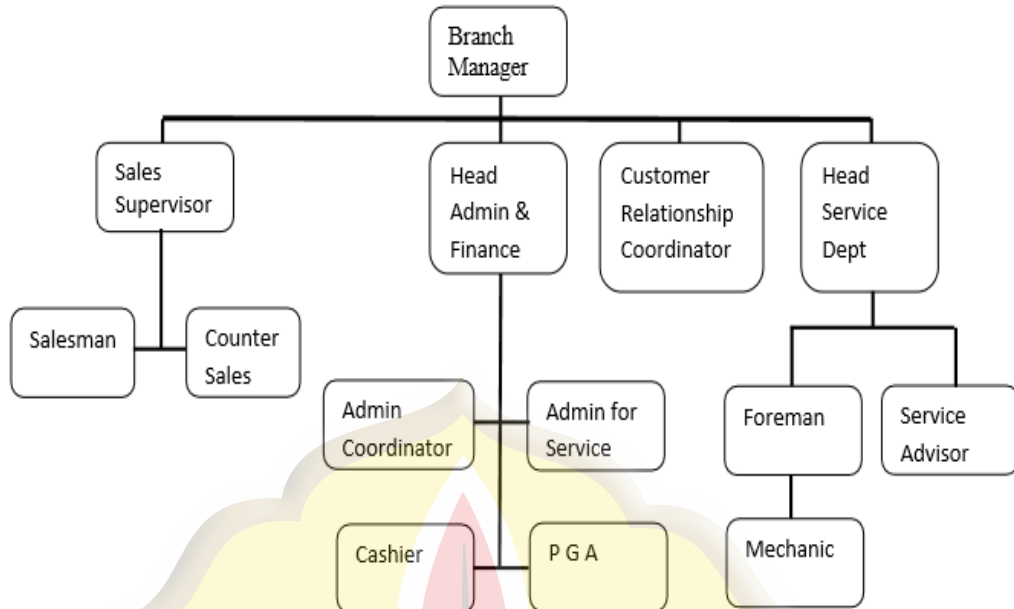 Branch
Manager
Sales
Supervisor
Head
Admin &
Finance
Customer
Relationship
Coordinator
Head
Service
Dept
Salesman
Counter
Sales
Admin
Coordinator
Admin for
Service
Foreman
Service
Advisor
Cashier
P G A
Mechanic